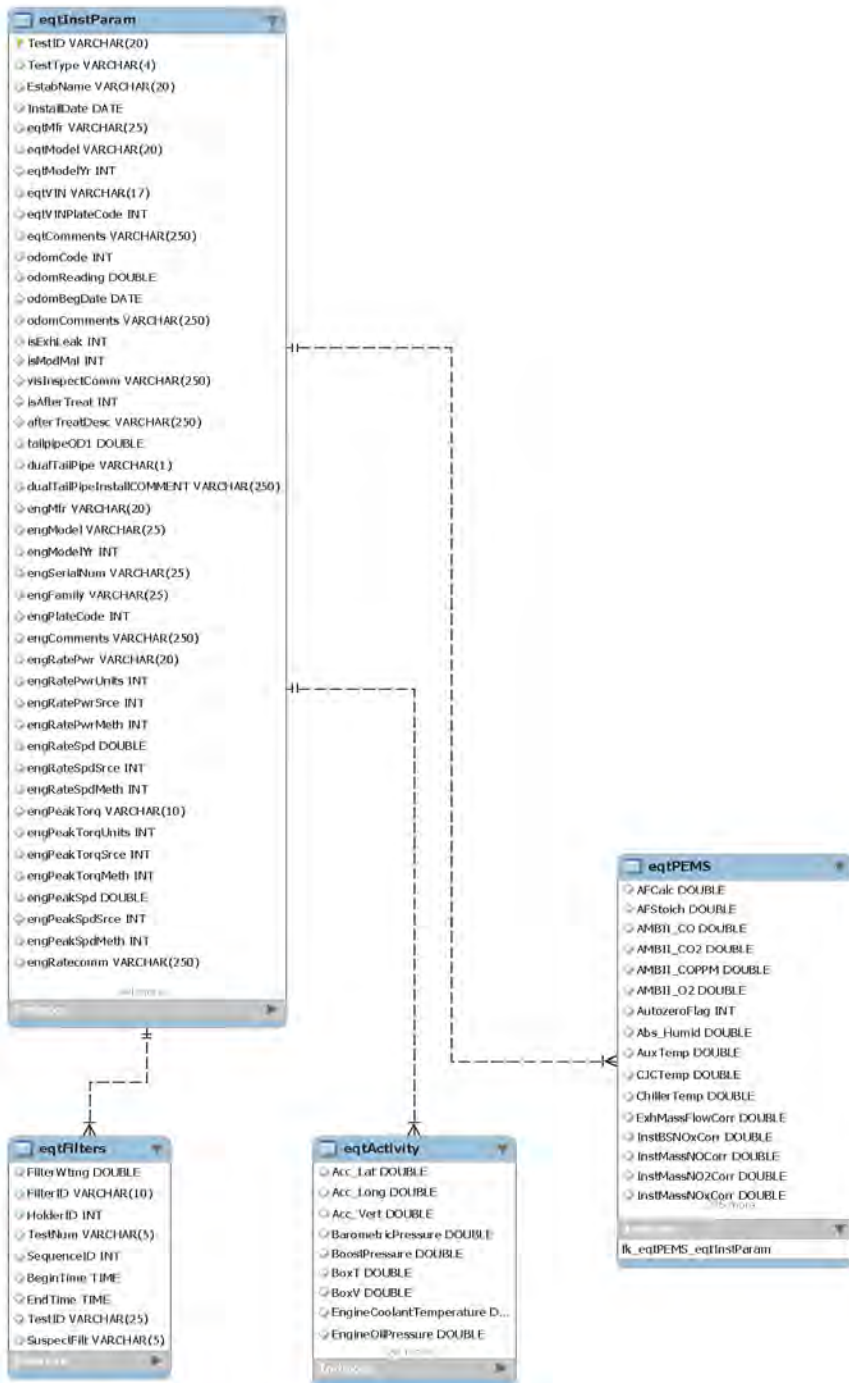 eqtInstParam
TestID VARCHAR(20)
TestType VARCHAR(4)
EstabName VARCHAR(20)
InstallDate DATE
eqtMfr VARCHAR(25)
eqtModel VARCHAR(20)
eqtModelYr INT
eqtVIN VARCHAR(17)
eqtVINPlateCode INT
eqtComments VARCHAR(250)
odomCode INT
odomReading DOUBLE
odomBegDate DATE
odomComments VARCHAR(250)
isExhLeak INT
isModMal INT
visInspectComm VARCHAR(250)
isAfterTreat INT
afterTreatDesc VARCHAR(250)
tailpipeOD1 DOUBLE
dualTailPipe VARCHAR(1)
dualTailPipeInstallCOMMENT VARCHAR(250)
engMfr VARCHAR(20)
engModel VARCHAR(25)
engModelYr INT
engSerialNum VARCHAR(25)
engFamily VARCHAR(25)
engPlateCode INT
engComments VARCHAR(250)
engRatePwr VARCHAR(20)
engRatePwrUnits INT
engRatePwrSrce INT
engRatePwrMeth INT
engRateSpd DOUBLE
engRateSpdSrce INT
engRateSpdMeth INT
engPeakTorq VARCHAR(10)
engPeakTorqUnits INT
engPeakTorqSrce INT
engPeakTorqMeth INT
engPeakSpd DOUBLE
engPeakSpdSrce INT
engPeakSpdMeth INT
engRatecomm VARCHAR(250)
eqtPEMS
AFCalc DOUBLE
AFStoich DOUBLE
AMBII_CO DOUBLE
AMBII_CO2 DOUBLE
AMBII_COPPM DOUBLE
AMBII_O2 DOUBLE
AutozeroFlag INT
Abs_Humid DOUBLE
AuxTemp DOUBLE
CJCTemp DOUBLE
ChillerTemp DOUBLE
ExhMassFlowCorr DOUBLE
InstBSNOxCorr DOUBLE
InstMassNOCorr DOUBLE
InstMassNO2Corr DOUBLE
InstMassNOxCorr DOUBLE
fk_eqtPEMS_eqtInstParam
eqtFilters
FilterWtmg DOUBLE
FilterID VARCHAR(10)
HolderID INT
TestNum VARCHAR(5)
SequenceID INT
BeginTime TIME
EndTime TIME
TestID VARCHAR(25)
SuspectFilt VARCHAR(5)
eqtActivity
Acc_Lat DOUBLE
Acc_Long DOUBLE
Acc_Vert DOUBLE
BarometricPressure DOUBLE
BoostPressure DOUBLE
BoxT DOUBLE
BoxV DOUBLE
EngineCoolantTemperature D...
EngineOilPressure DOUBLE
Indexes